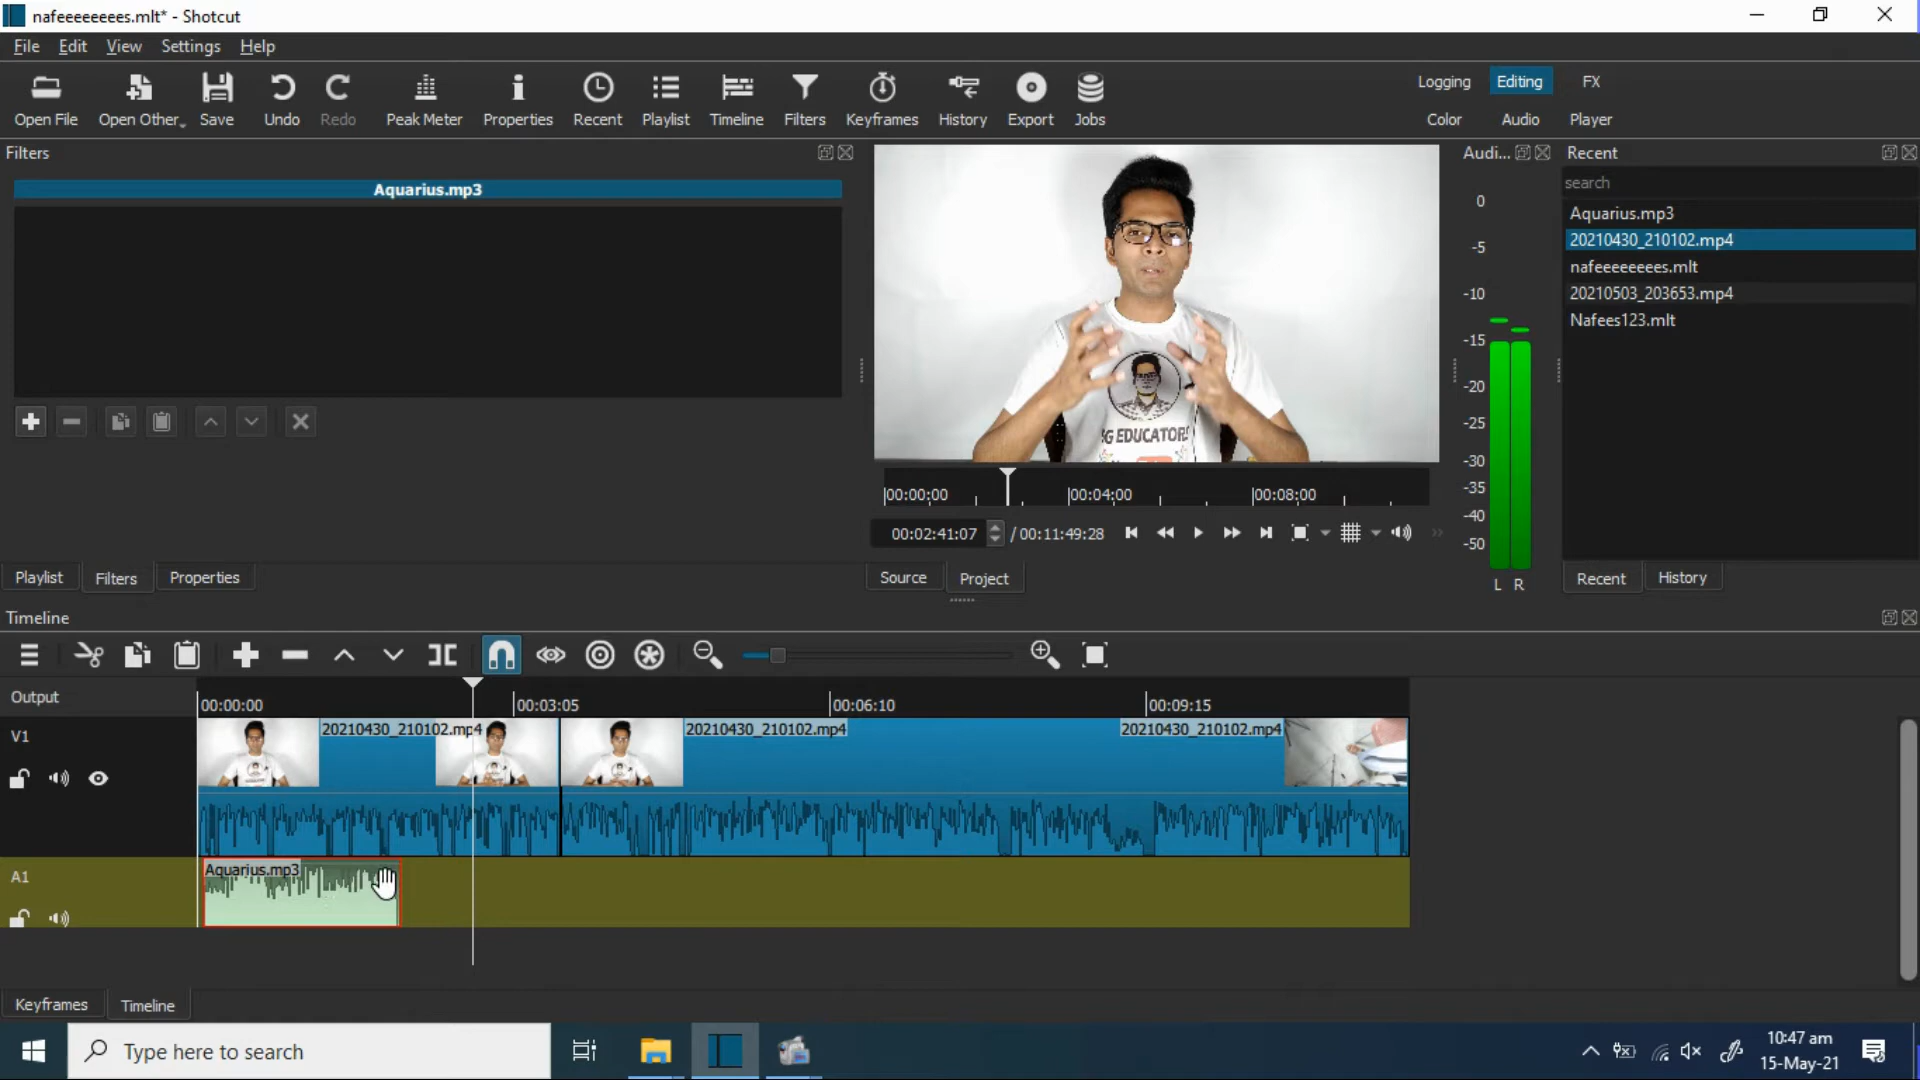 nafeeeeeeees.mlt* - Shotcut
File Edit View Settings Help
Open File Open Other Save Undo Redo Peak Meter Properties Recent Playlist Timeline Filters Keyframes History Export Jobs
Logging Editing FX
Color Audio Player
Filters
Audi...
Recent
Aquarius.mp3
search
Aquarius.mp3
20210430_210102.mp4
nafeeeeeeees.mlt
20210503_203653.mp4
Nafees123.mlt
0
-5
-10
-15
-20
-25
-30
-35
-40
-50
L R
EDUCATORS
00:00:00 00:04:00 00:08:00
00:02:41:07 / 00:11:49:28
Playlist Filters Properties
Source Project
Recent History
Timeline
Output
00:00:00 00:03:05 00:06:10 00:09:15
V1
20210430_210102.mp4 20210430_210102.mp4 20210430_210102.mp4
A1
Aquarius.mp3
Keyframes Timeline
Type here to search
10:47 am
15-May-21